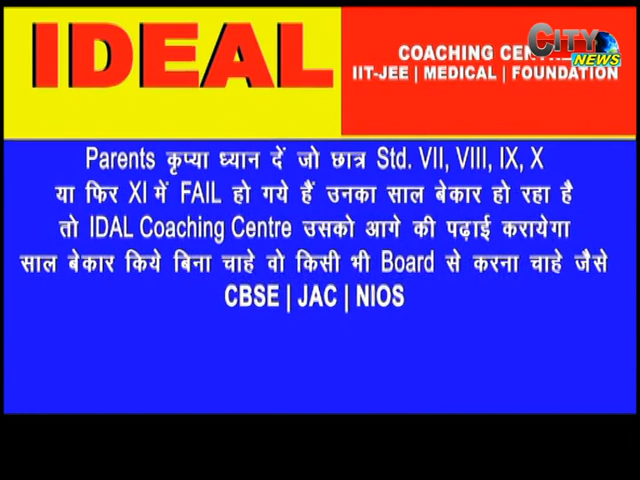 IDEAL
COACHING CENTRE
IIT-JEE | MEDICAL | FOUNDATION
CITY
NEWS
Parents कृप्या ध्यान दें जो छात्र Std. VII, VIII, IX, X
या फिर XI में FAIL हो गये हैं उनका साल बेकार हो रहा है
तो IDAL Coaching Centre उसको आगे की पढ़ाई करायेगा
साल बेकार किये बिना चाहे वो किसी भी Board से करना चाहे जैसे
CBSE | JAC | NIOS